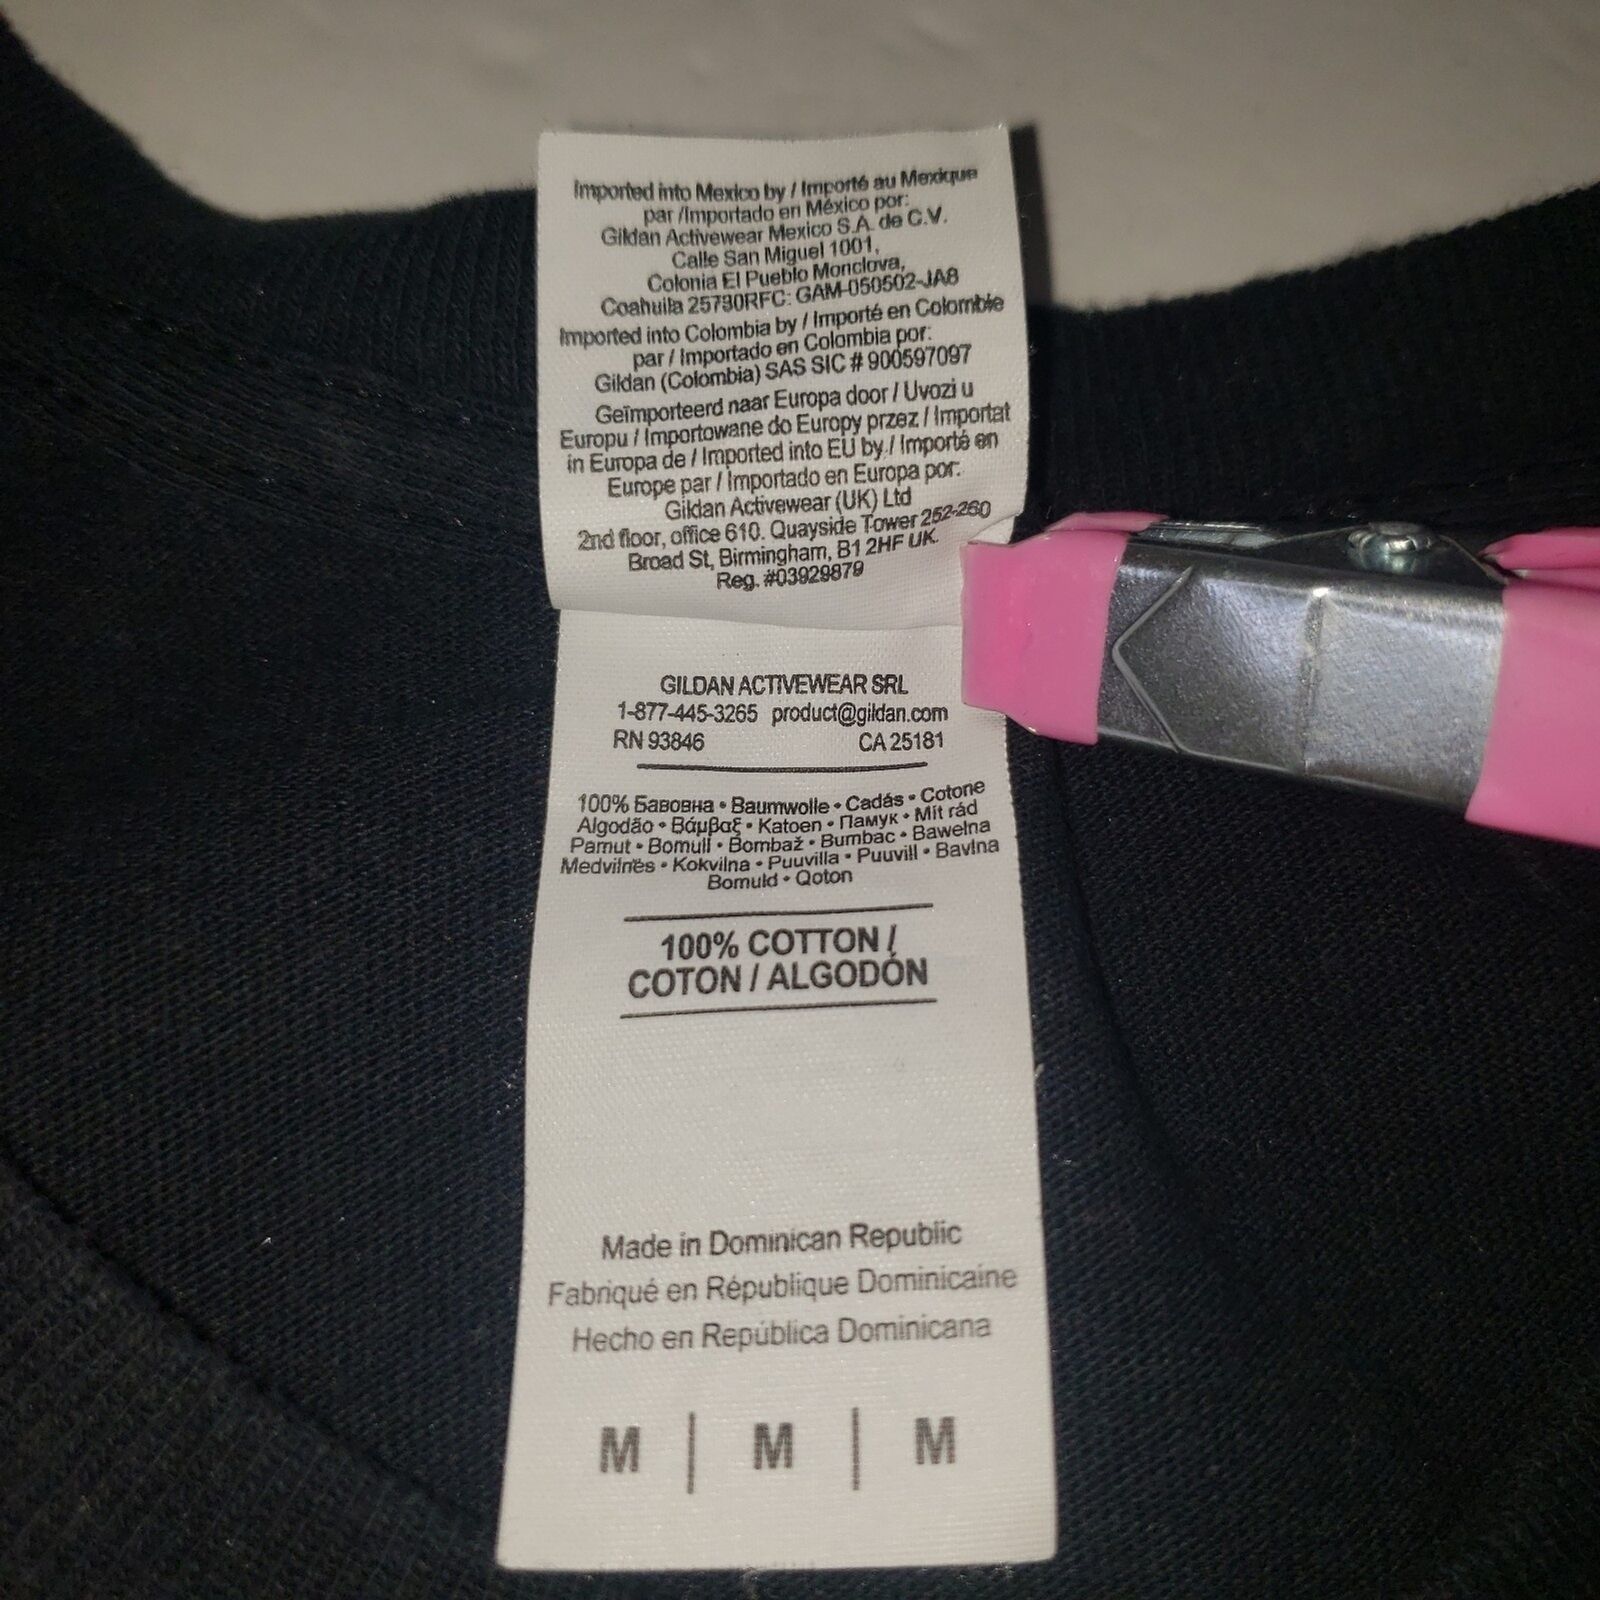 Imported into Mexico by / Importé au Mexique
par /Importado en México por:
Gildan Activewear Mexico S.A. de C.V.
Calle San Miguel 1001,
Colonia El Pueblo Monclova,
Coahuila 25730RFC: GAM-050502-JA8
Imported into Colombia by / Importé en Colombie
par / Importado en Colombia por:
Gildan (Colombia) SAS SIC # 900597097
Geïmporteerd naar Europa door / Uvozi u
Europu / Importowane do Europy przez / Importat
in Europa de / Imported into EU by / Importé en
Europe par / Importado en Europa por:
Gildan Activewear (UK) Ltd
2nd floor, office 610. Quayside Tower 252-260
Broad St, Birmingham, B1 2HF UK.
Reg. #03929879
GILDAN ACTIVEWEAR SRL
1-877-445-3265 product@gildan.com
RN 93846 CA 25181
100% Бавовна • Baumwolle • Cadás • Cotone
Algodão • Βάμβαξ • Katoen • Памук • Mit rád
Pamut • Bomull • Bombaž • Bumbac • Bawełna
Medvilnės • Kokvilna • Puuvilla • Puuvill • Bavlna
Bomuld • Qoton
100% COTTON /
COTON / ALGODÓN
Made in Dominican Republic
Fabriqué en République Dominicaine
Hecho en República Dominicana
M | M | M